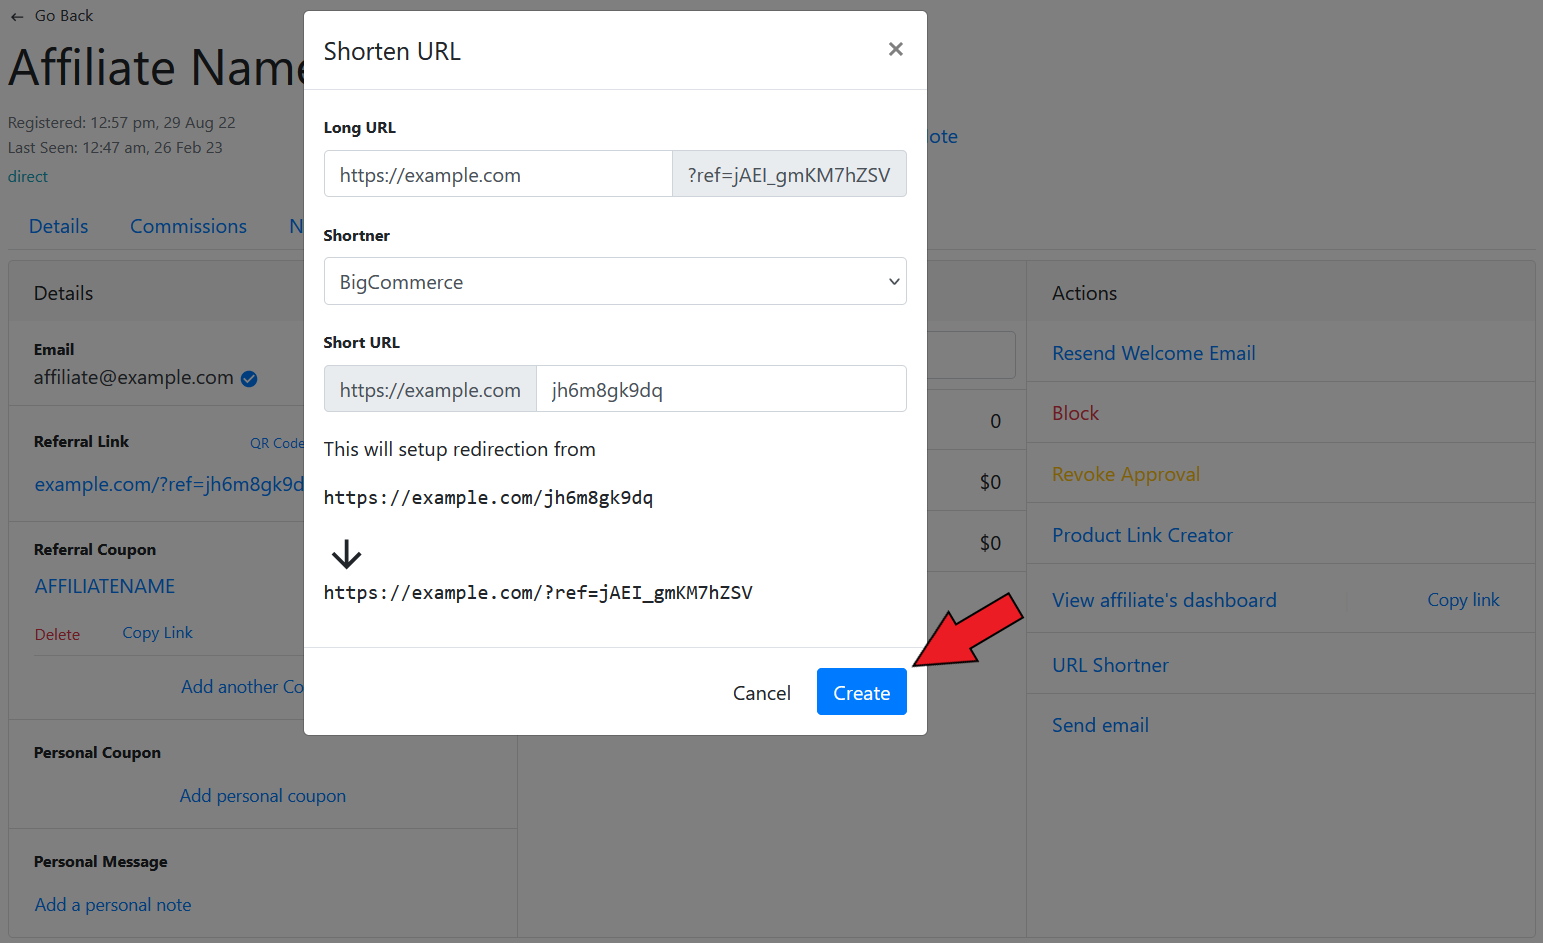 Go Back
Affiliate Name
Registered: 12:57 pm, 29 Aug 22
Last Seen: 12:47 am, 26 Feb 23
direct
Details Commissions N
Details
Email
affiliate@example.com
Referral Link QR Code
example.com/?ref=jh6m8gk9d
Referral Coupon
AFFILIATENAME
Delete Copy Link
Add another Co
Personal Coupon
Add personal coupon
Personal Message
Add a personal note
Shorten URL
Long URL
https://example.com ?ref=jAEI_gmKM7hZSV
Shortner
BigCommerce
Short URL
https://example.com jh6m8gk9dq
This will setup redirection from
https://example.com/jh6m8gk9dq
https://example.com/?ref=jAEI_gmKM7hZSV
Cancel Create
ote
0
$0
$0
Actions
Resend Welcome Email
Block
Revoke Approval
Product Link Creator
View affiliate's dashboard Copy link
URL Shortner
Send email